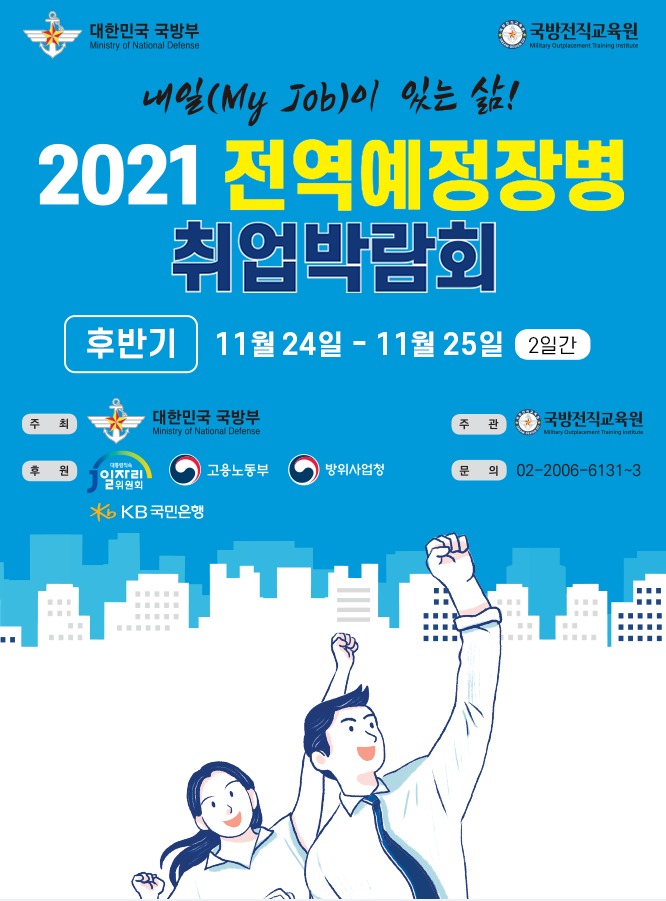 대한민국 국방부
Ministry of National Defense
국방전직교육원
Military Outplacement Training Institute
내일(My Job)이 있는 삶!
2021 전역예정장병
취업박람회
후반기 11월 24일 - 11월 25일 2일간
주 최 대한민국 국방부
Ministry of National Defense
주 관 국방전직교육원
Military Outplacement Training Institute
후 원 대통령직속
일자리
위원회
고용노동부 방위사업청
문 의 02-2006-6131~3
KB 국민은행